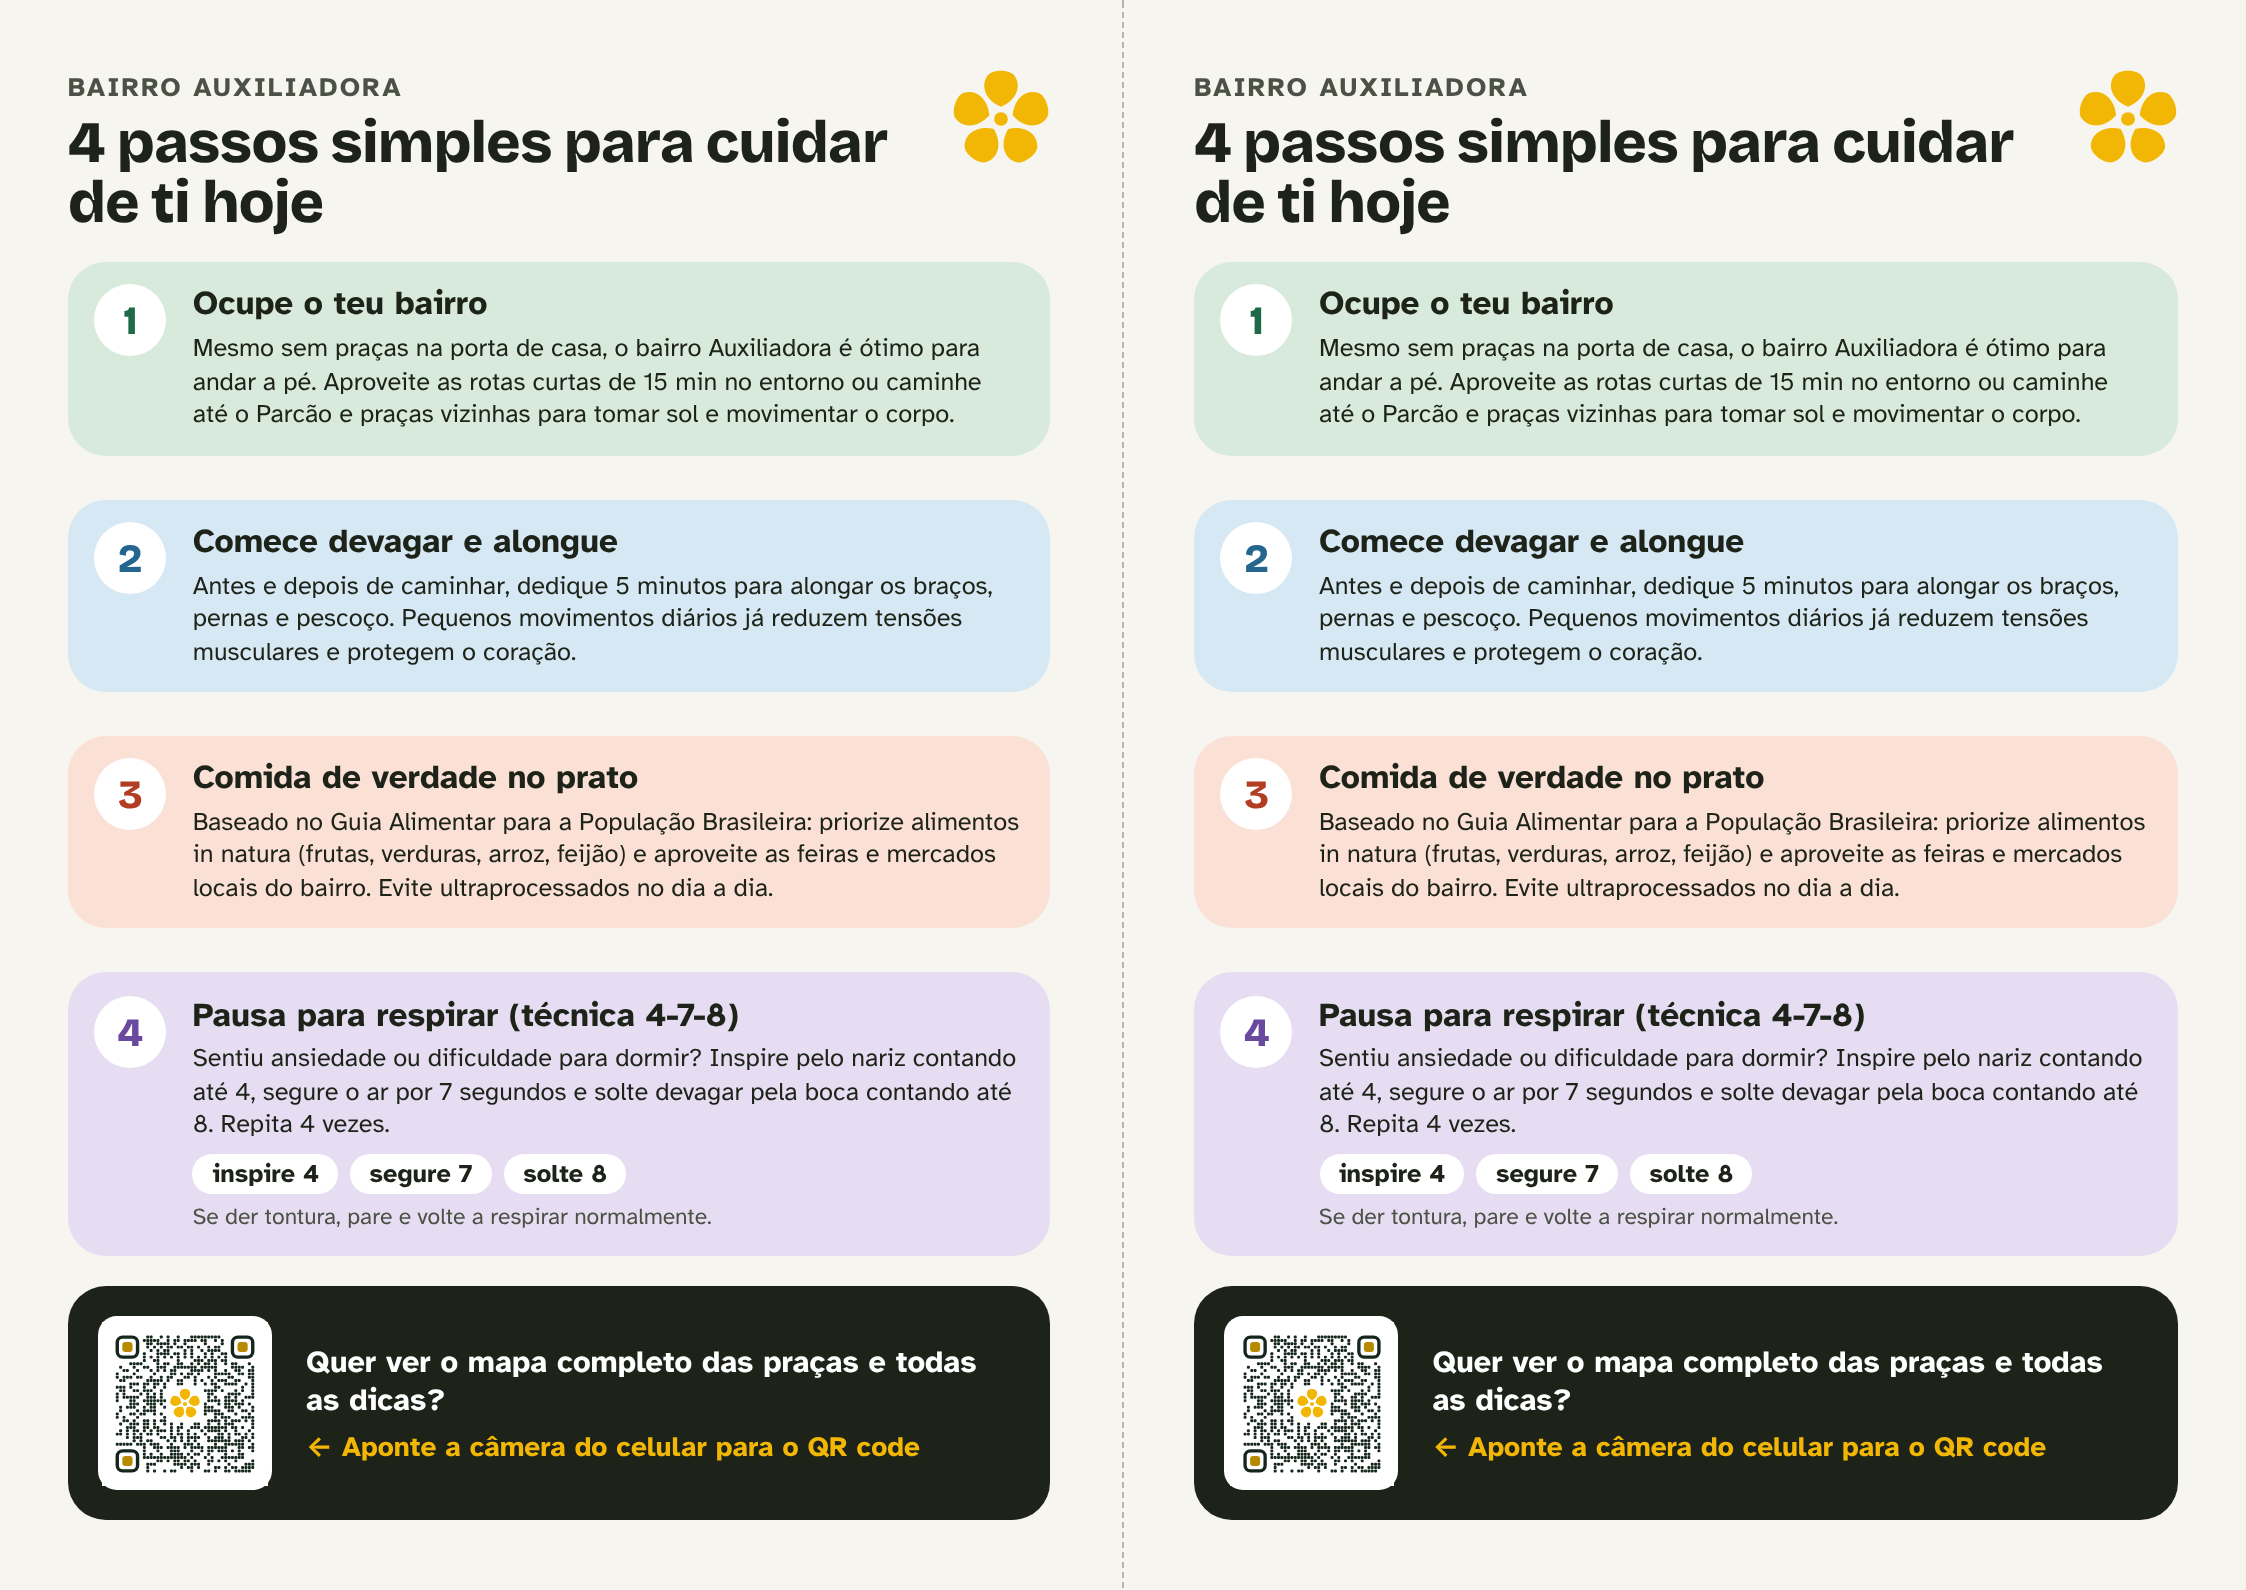 BAIRRO AUXILIADORA
4 passos simples para cuidar
de ti hoje
1
Ocupe o teu bairro
Mesmo sem praças na porta de casa, o bairro Auxiliadora é ótimo para
andar a pé. Aproveite as rotas curtas de 15 min no entorno ou caminhe
até o Parcão e praças vizinhas para tomar sol e movimentar o corpo.
2
Comece devagar e alongue
Antes e depois de caminhar, dedique 5 minutos para alongar os braços,
pernas e pescoço. Pequenos movimentos diários já reduzem tensões
musculares e protegem o coração.
3
Comida de verdade no prato
Baseado no Guia Alimentar para a População Brasileira: priorize alimentos
in natura (frutas, verduras, arroz, feijão) e aproveite as feiras e mercados
locais do bairro. Evite ultraprocessados no dia a dia.
4
Pausa para respirar (técnica 4-7-8)
Sentiu ansiedade ou dificuldade para dormir? Inspire pelo nariz contando
até 4, segure o ar por 7 segundos e solte devagar pela boca contando até
8. Repita 4 vezes.
inspire 4 segure 7 solte 8
Se der tontura, pare e volte a respirar normalmente.
Quer ver o mapa completo das praças e todas
as dicas?
← Aponte a câmera do celular para o QR code
BAIRRO AUXILIADORA
4 passos simples para cuidar
de ti hoje
1
Ocupe o teu bairro
Mesmo sem praças na porta de casa, o bairro Auxiliadora é ótimo para
andar a pé. Aproveite as rotas curtas de 15 min no entorno ou caminhe
até o Parcão e praças vizinhas para tomar sol e movimentar o corpo.
2
Comece devagar e alongue
Antes e depois de caminhar, dedique 5 minutos para alongar os braços,
pernas e pescoço. Pequenos movimentos diários já reduzem tensões
musculares e protegem o coração.
3
Comida de verdade no prato
Baseado no Guia Alimentar para a População Brasileira: priorize alimentos
in natura (frutas, verduras, arroz, feijão) e aproveite as feiras e mercados
locais do bairro. Evite ultraprocessados no dia a dia.
4
Pausa para respirar (técnica 4-7-8)
Sentiu ansiedade ou dificuldade para dormir? Inspire pelo nariz contando
até 4, segure o ar por 7 segundos e solte devagar pela boca contando até
8. Repita 4 vezes.
inspire 4 segure 7 solte 8
Se der tontura, pare e volte a respirar normalmente.
Quer ver o mapa completo das praças e todas
as dicas?
← Aponte a câmera do celular para o QR code